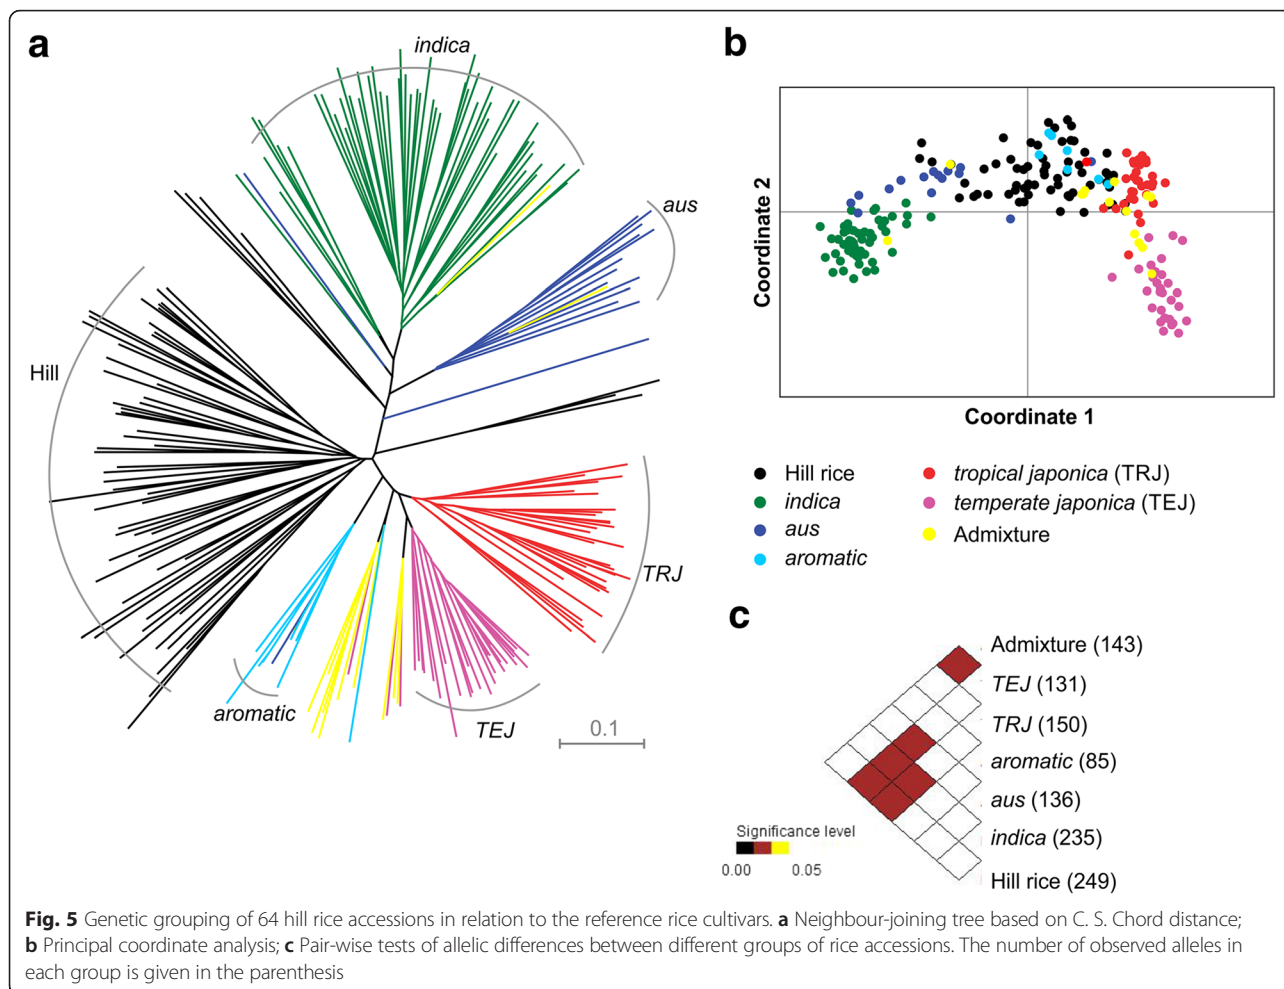 a
indica
aus
Hill
TRJ
aromatic
TEJ
0.1
b
Coordinate 2
Coordinate 1
Hill rice
indica
aus
aromatic
tropical japonica (TRJ)
temperate japonica (TEJ)
Admixture
c
Admixture (143)
TEJ (131)
TRJ (150)
aromatic (85)
aus (136)
indica (235)
Hill rice (249)
Significance level
0.00 0.05
Fig. 5 Genetic grouping of 64 hill rice accessions in relation to the reference rice cultivars. a Neighbour-joining tree based on C. S. Chord distance;
b Principal coordinate analysis; c Pair-wise tests of allelic differences between different groups of rice accessions. The number of observed alleles in
each group is given in the parenthesis